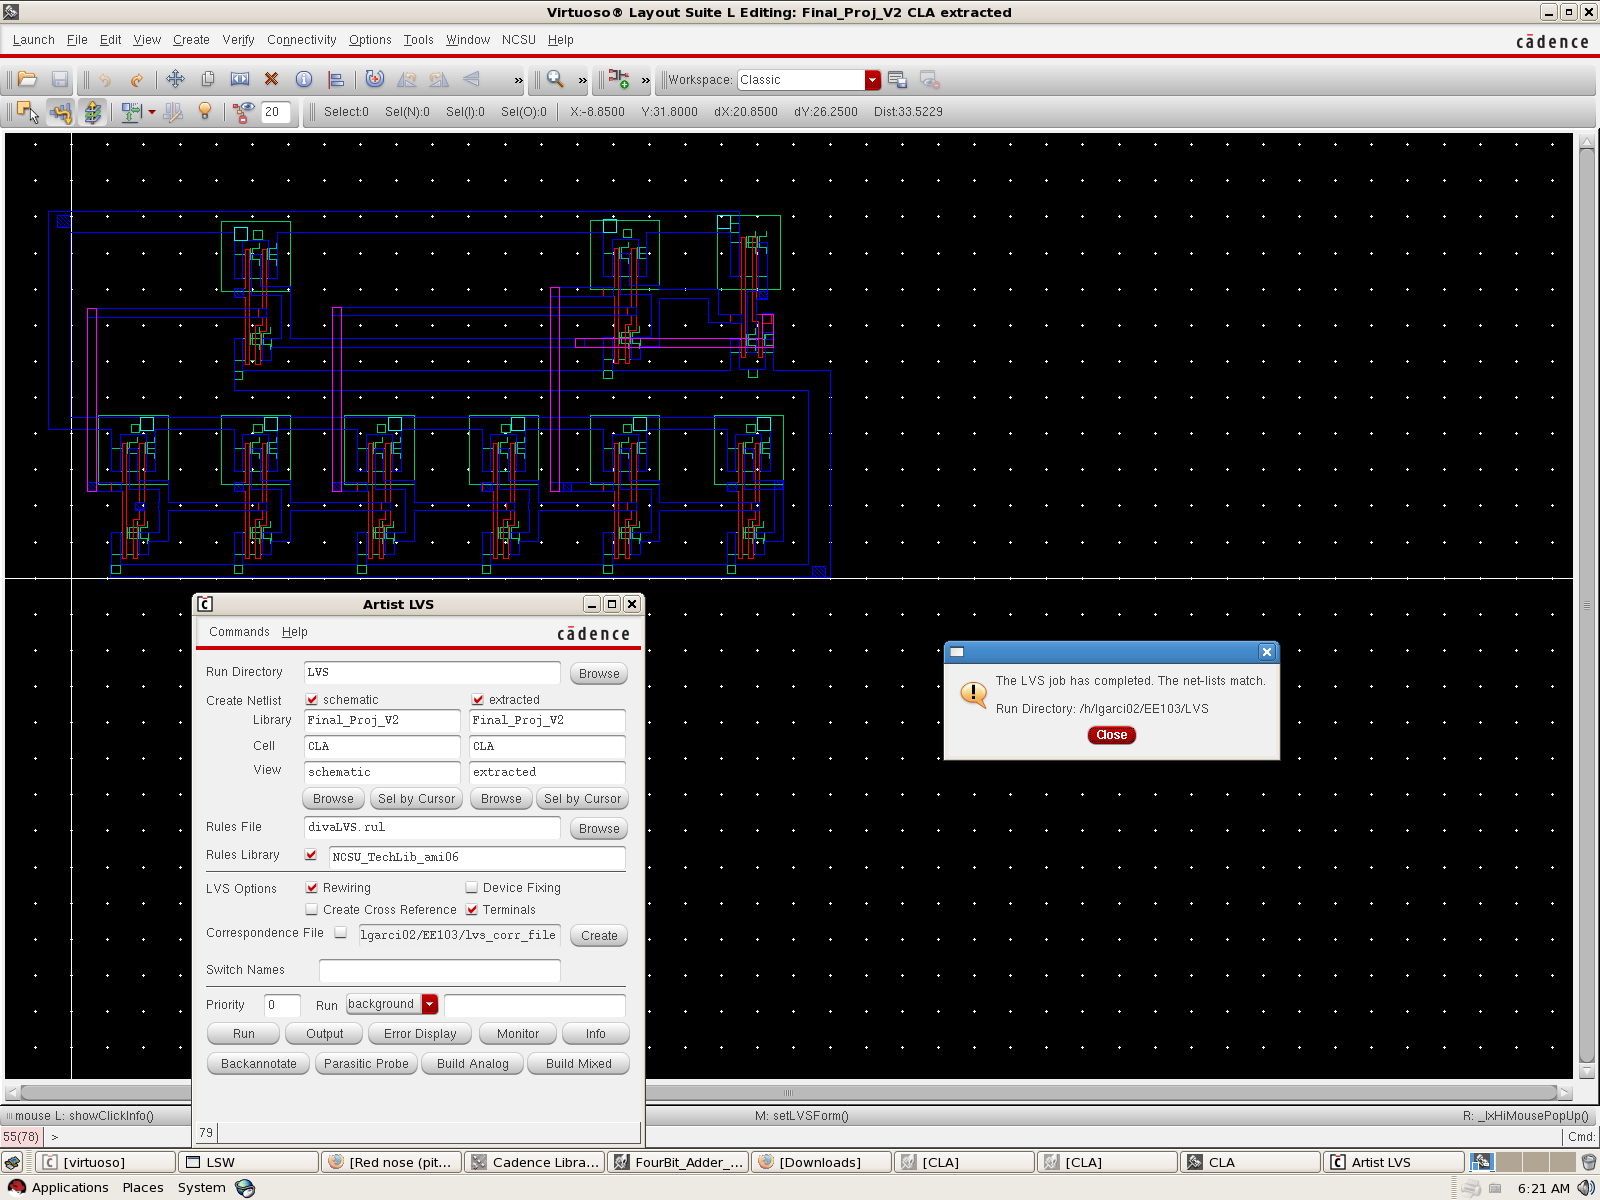 Virtuoso® Layout Suite L Editing: Final_Proj_V2 CLA extracted
Launch File Edit View Create Verify Connectivity Options Tools Window NCSU Help
cādence
» » » Workspace: Classic
20 Select:0 Sel(N):0 Sel(I):0 Sel(O):0 X:-8.8500 Y:31.8000 dX:20.8500 dY:26.2500 Dist:33.5229
Artist LVS
Commands Help cādence
Run Directory LVS Browse
Create Netlist schematic extracted
Library Final_Proj_V2 Final_Proj_V2
Cell CLA CLA
View schematic extracted
Browse Sel by Cursor Browse Sel by Cursor
Rules File divaLVS.rul Browse
Rules Library NCSU_TechLib_ami06
LVS Options Rewiring Device Fixing
Create Cross Reference Terminals
Correspondence File lgarci02/EE103/lvs_corr_file Create
Switch Names
Priority 0 Run background
Run Output Error Display Monitor Info
Backannotate Parasitic Probe Build Analog Build Mixed
79
The LVS job has completed. The net-lists match.
Run Directory: /h/lgarci02/EE103/LVS
Close
mouse L: showClickInfo() M: setLVSForm() R: _lxHiMousePopUp()
55(78) > Cmd:
[virtuoso] LSW [Red nose (pit... Cadence Libra... FourBit_Adder_... [Downloads] [CLA] [CLA] CLA Artist LVS
Applications Places System 6:21 AM